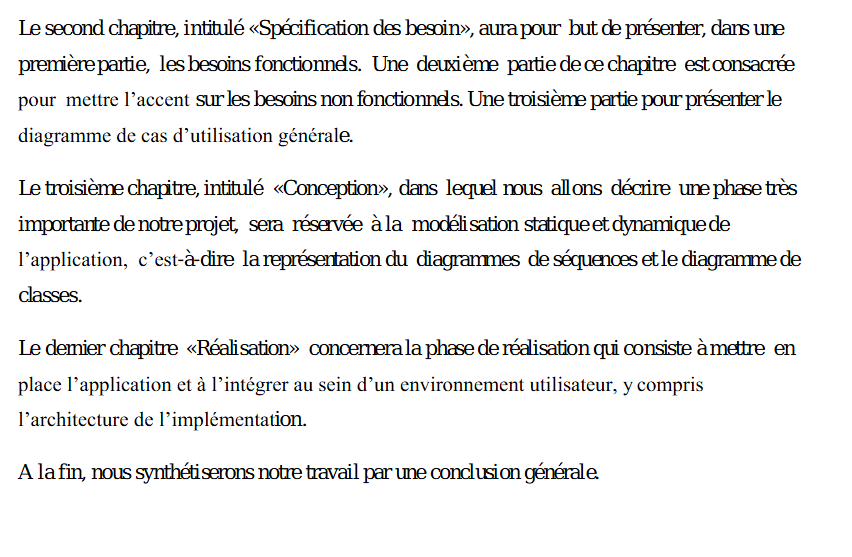 Le second chapitre, intitulé «Spécification des besoin», aura pour but de présenter, dans une
première partie, les besoins fonctionnels. Une deuxième partie de ce chapitre est consacrée
pour mettre l’accent sur les besoins non fonctionnels. Une troisième partie pour présenter le
diagramme de cas d’utilisation générale.
Le troisième chapitre, intitulé «Conception», dans lequel nous allons décrire une phase très
importante de notre projet, sera réservée à la modélisation statique et dynamique de
l’application, c’est-à-dire la représentation du diagrammes de séquences et le diagramme de
classes.
Le dernier chapitre «Réalisation» concernera la phase de réalisation qui consiste à mettre en
place l’application et à l’intégrer au sein d’un environnement utilisateur, y compris
l’architecture de l’implémentation.
A la fin, nous synthétiserons notre travail par une conclusion générale.